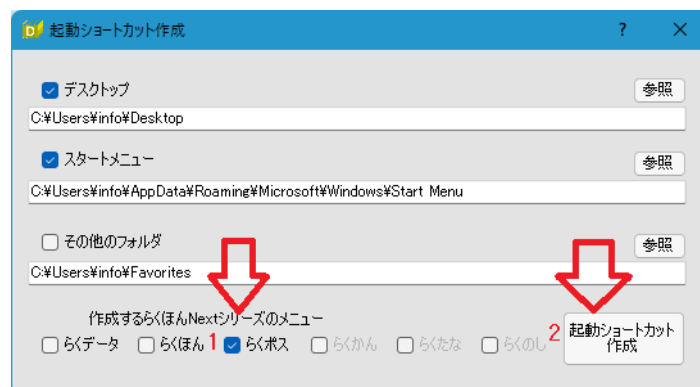 起動ショートカット作成
?
デスクトップ
参照
C:¥Users¥info¥Desktop
スタートメニュー
参照
C:¥Users¥info¥AppData¥Roaming¥Microsoft¥Windows¥Start Menu
その他のフォルダ
参照
C:¥Users¥info¥Favorites
作成するらくほんNextシリーズのメニュー
らくデータ らくほん 1 らくポス らくかん らくたな らくのし 2
起動ショートカット
作成